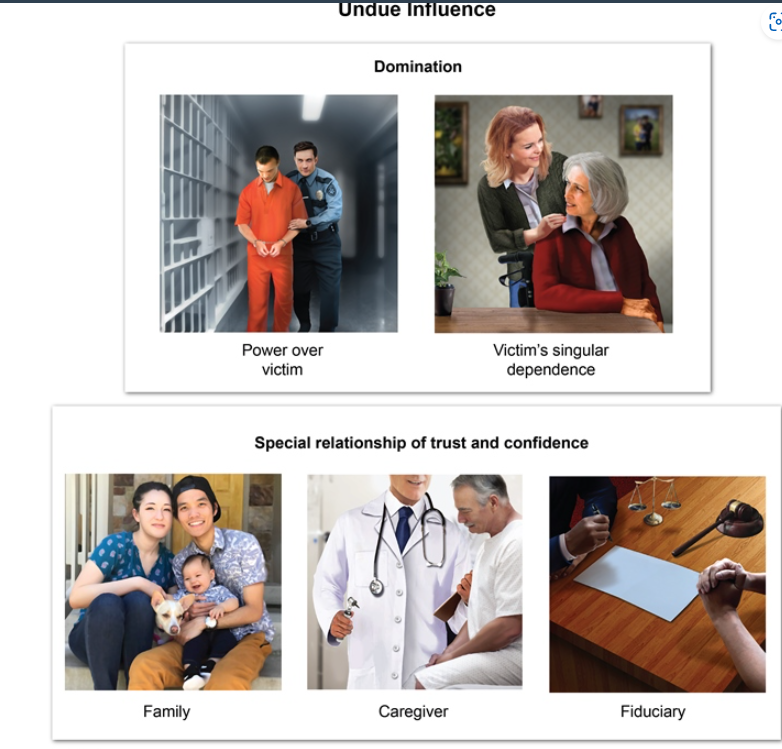 Undue Influence
Domination
Power over
victim
Victim's singular
dependence
Special relationship of trust and confidence
Family
Caregiver
Fiduciary